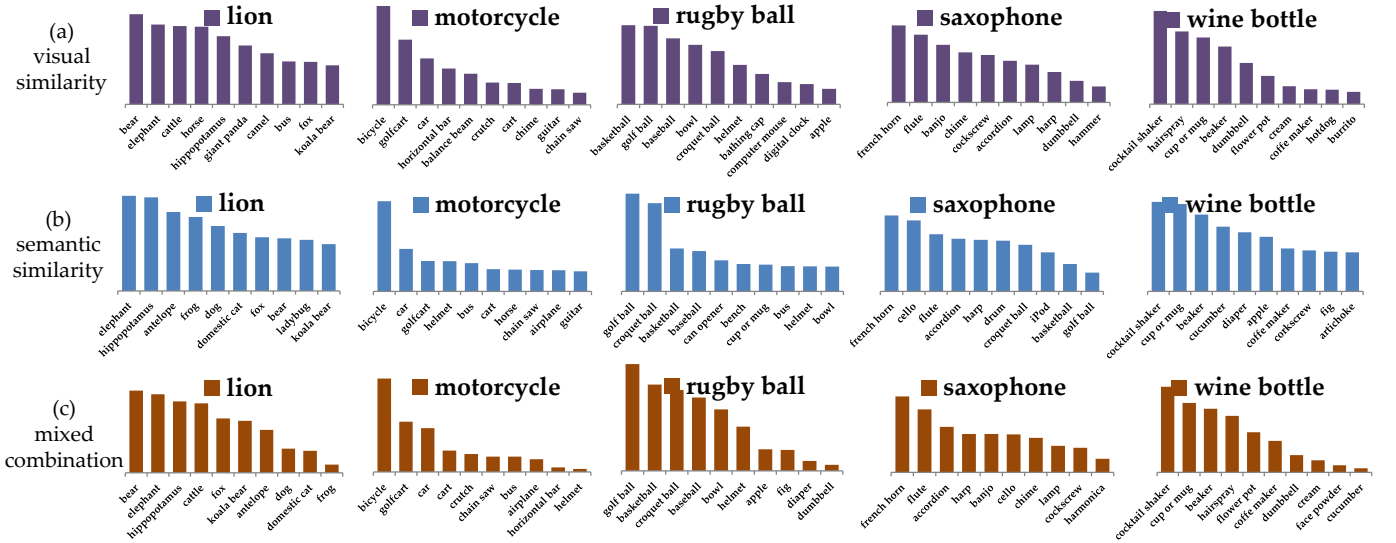 (a)
visual
similarity
lion
bear
elephant
cattle
horse
hippopotamus
giant panda
camel
bus
fox
koala bear
motorcycle
bicycle
golfcart
car
horizontal bar
balance beam
crutch
cart
chime
guitar
chain saw
rugby ball
basketball
golf ball
baseball
bowl
croquet ball
helmet
bathing cap
computer mouse
digital clock
apple
saxophone
french horn
flute
banjo
chime
cockscrew
accordion
lamp
harp
dumbbell
hammer
wine bottle
cocktail shaker
hairspray
cup or mug
beaker
dumbbell
flower pot
cream
coffe maker
hotdog
burrito
(b)
semantic
similarity
lion
elephant
hippopotamus
antelope
frog
dog
domestic cat
fox
bear
ladybug
koala bear
motorcycle
bicycle
car
golfcart
helmet
bus
cart
horse
chain saw
airplane
guitar
rugby ball
golf ball
croquet ball
basketball
baseball
can opener
bench
cup or mug
bus
helmet
bowl
saxophone
french horn
cello
flute
accordion
harp
drum
croquet ball
iPod
basketball
golf ball
wine bottle
cocktail shaker
cup or mug
beaker
cucumber
diaper
apple
coffe maker
corkscrew
fig
artichoke
(c)
mixed
combination
lion
bear
elephant
hippopotamus
cattle
fox
koala bear
antelope
dog
domestic cat
frog
motorcycle
bicycle
golfcart
car
cart
crutch
chain saw
bus
airplane
horizontal bar
helmet
rugby ball
golf ball
basketball
croquet ball
baseball
bowl
helmet
apple
fig
diaper
dumbbell
saxophone
french horn
flute
accordion
harp
banjo
cello
chime
lamp
cockscrew
harmonica
wine bottle
cocktail shaker
cup or mug
beaker
hairspray
flower pot
coffe maker
dumbbell
cream
face powder
cucumber